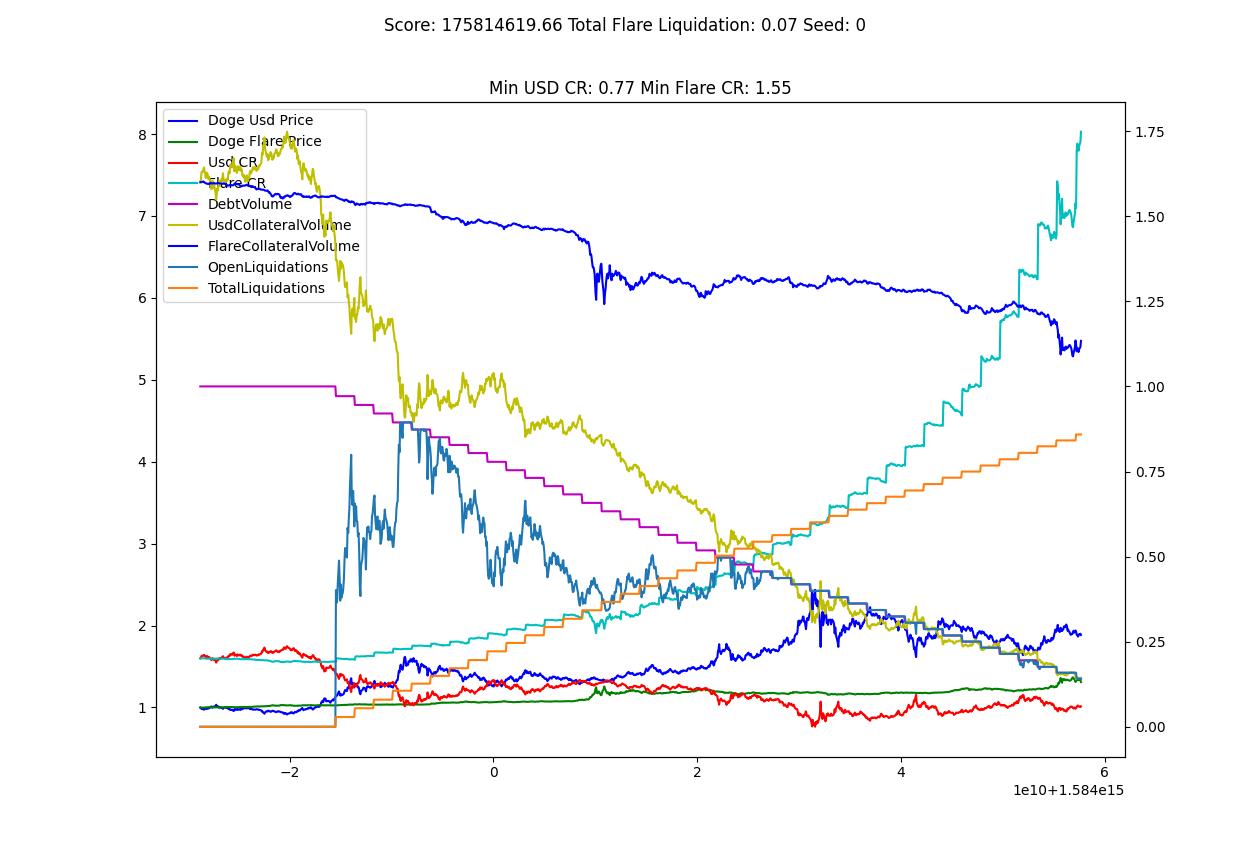 Score: 175814619.66 Total Flare Liquidation: 0.07 Seed: 0
Min USD CR: 0.77 Min Flare CR: 1.55
Doge Usd Price
Doge Flare Price
Usd CR
Flare CR
DebtVolume
UsdCollateralVolume
FlareCollateralVolume
OpenLiquidations
TotalLiquidations
8
7
6
5
4
3
2
1
1.75
1.50
1.25
1.00
0.75
0.50
0.25
0.00
−2
0
2
4
6
1e10+1.584e15